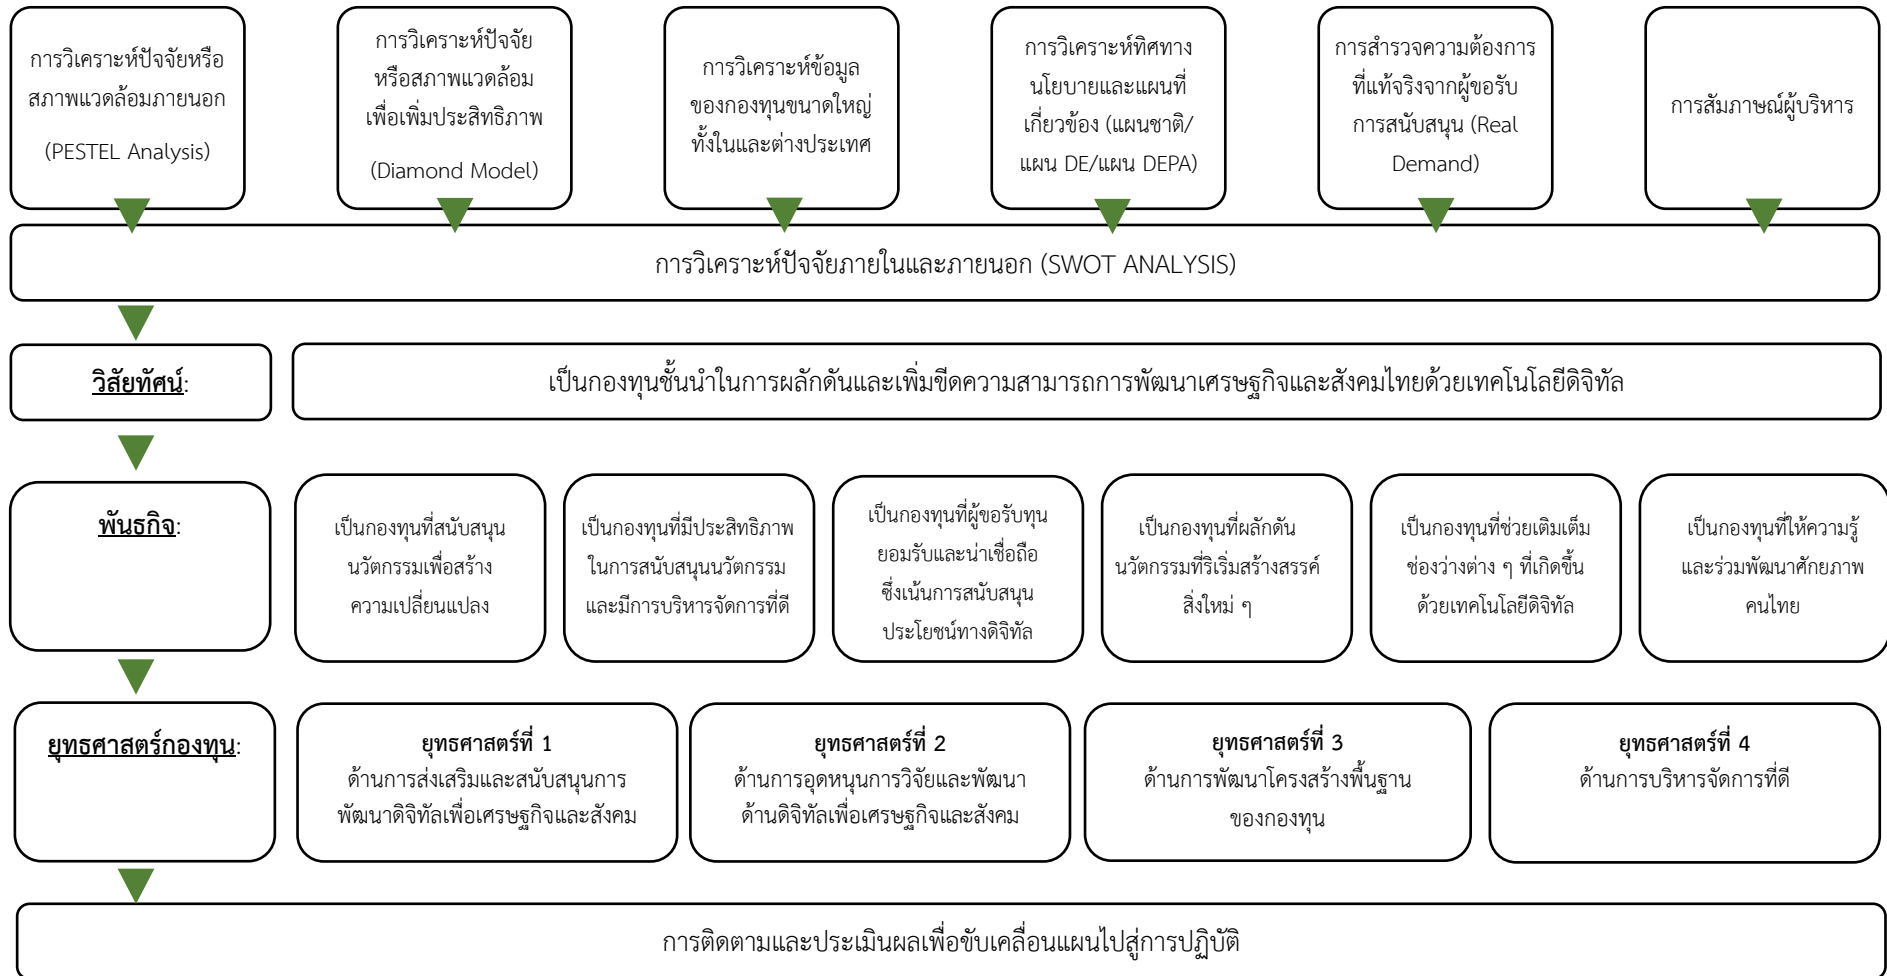 การวิเคราะห์ปัจจัยหรือ
สภาพแวดล้อมภายนอก
(PESTEL Analysis)
การวิเคราะห์ปัจจัย
หรือสภาพแวดล้อม
เพื่อเพิ่มประสิทธิภาพ
(Diamond Model)
การวิเคราะห์ข้อมูล
ของกองทุนขนาดใหญ่
ทั้งในและต่างประเทศ
การวิเคราะห์ทิศทาง
นโยบายและแผนที่
เกี่ยวข้อง (แผนชาติ/
แผน DE/แผน DEPA)
การสำรวจความต้องการ
ที่แท้จริงจากผู้ขอรับ
การสนับสนุน (Real
Demand)
การสัมภาษณ์ผู้บริหาร
การวิเคราะห์ปัจจัยภายในและภายนอก (SWOT ANALYSIS)
วิสัยทัศน์:
เป็นกองทุนชั้นนำในการผลักดันและเพิ่มขีดความสามารถการพัฒนาเศรษฐกิจและสังคมไทยด้วยเทคโนโลยีดิจิทัล
พันธกิจ:
เป็นกองทุนที่สนับสนุน
นวัตกรรมเพื่อสร้าง
ความเปลี่ยนแปลง
เป็นกองทุนที่มีประสิทธิภาพ
ในการสนับสนุนนวัตกรรม
และมีการบริหารจัดการที่ดี
เป็นกองทุนที่ผู้ขอรับทุน
ยอมรับและน่าเชื่อถือ
ซึ่งเน้นการสนับสนุน
ประโยชน์ทางดิจิทัล
เป็นกองทุนที่ผลักดัน
นวัตกรรมที่ริเริ่มสร้างสรรค์
สิ่งใหม่ ๆ
เป็นกองทุนที่ช่วยเติมเต็ม
ช่องว่างต่าง ๆ ที่เกิดขึ้น
ด้วยเทคโนโลยีดิจิทัล
เป็นกองทุนที่ให้ความรู้
และร่วมพัฒนาศักยภาพ
คนไทย
ยุทธศาสตร์กองทุน:
ยุทธศาสตร์ที่ 1
ด้านการส่งเสริมและสนับสนุนการ
พัฒนาดิจิทัลเพื่อเศรษฐกิจและสังคม
ยุทธศาสตร์ที่ 2
ด้านการอุดหนุนการวิจัยและพัฒนา
ด้านดิจิทัลเพื่อเศรษฐกิจและสังคม
ยุทธศาสตร์ที่ 3
ด้านการพัฒนาโครงสร้างพื้นฐาน
ของกองทุน
ยุทธศาสตร์ที่ 4
ด้านการบริหารจัดการที่ดี
การติดตามและประเมินผลเพื่อขับเคลื่อนแผนไปสู่การปฏิบัติ